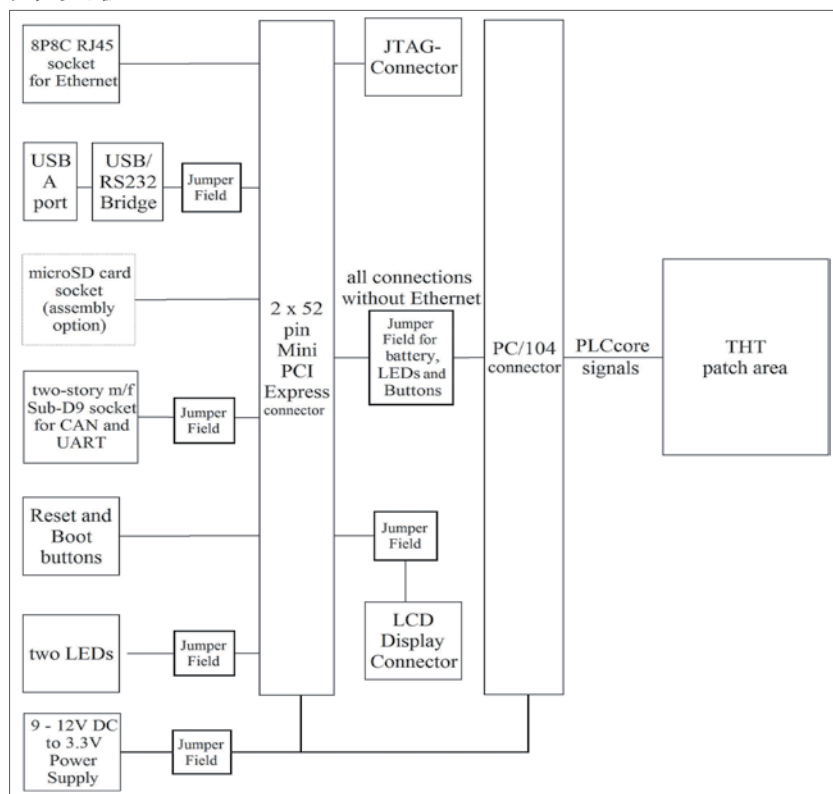 8P8C RJ45
socket
for Ethernet
JTAG-
Connector
USB
A
port
USB/
RS232
Bridge
Jumper
Field
microSD card
socket
(assembly
option)
2 x 52
pin
Mini
PCI
Express
connector
all connections
without Ethernet
Jumper
Field for
battery,
LEDs and
Buttons
PC/104
connector
PLCcore
signals
THT
patch area
two-story m/f
Sub-D9 socket
for CAN and
UART
Jumper
Field
Reset and
Boot
buttons
Jumper
Field
LCD
Display
Connector
two LEDs
Jumper
Field
9 - 12V DC
to 3.3V
Power
Supply
Jumper
Field